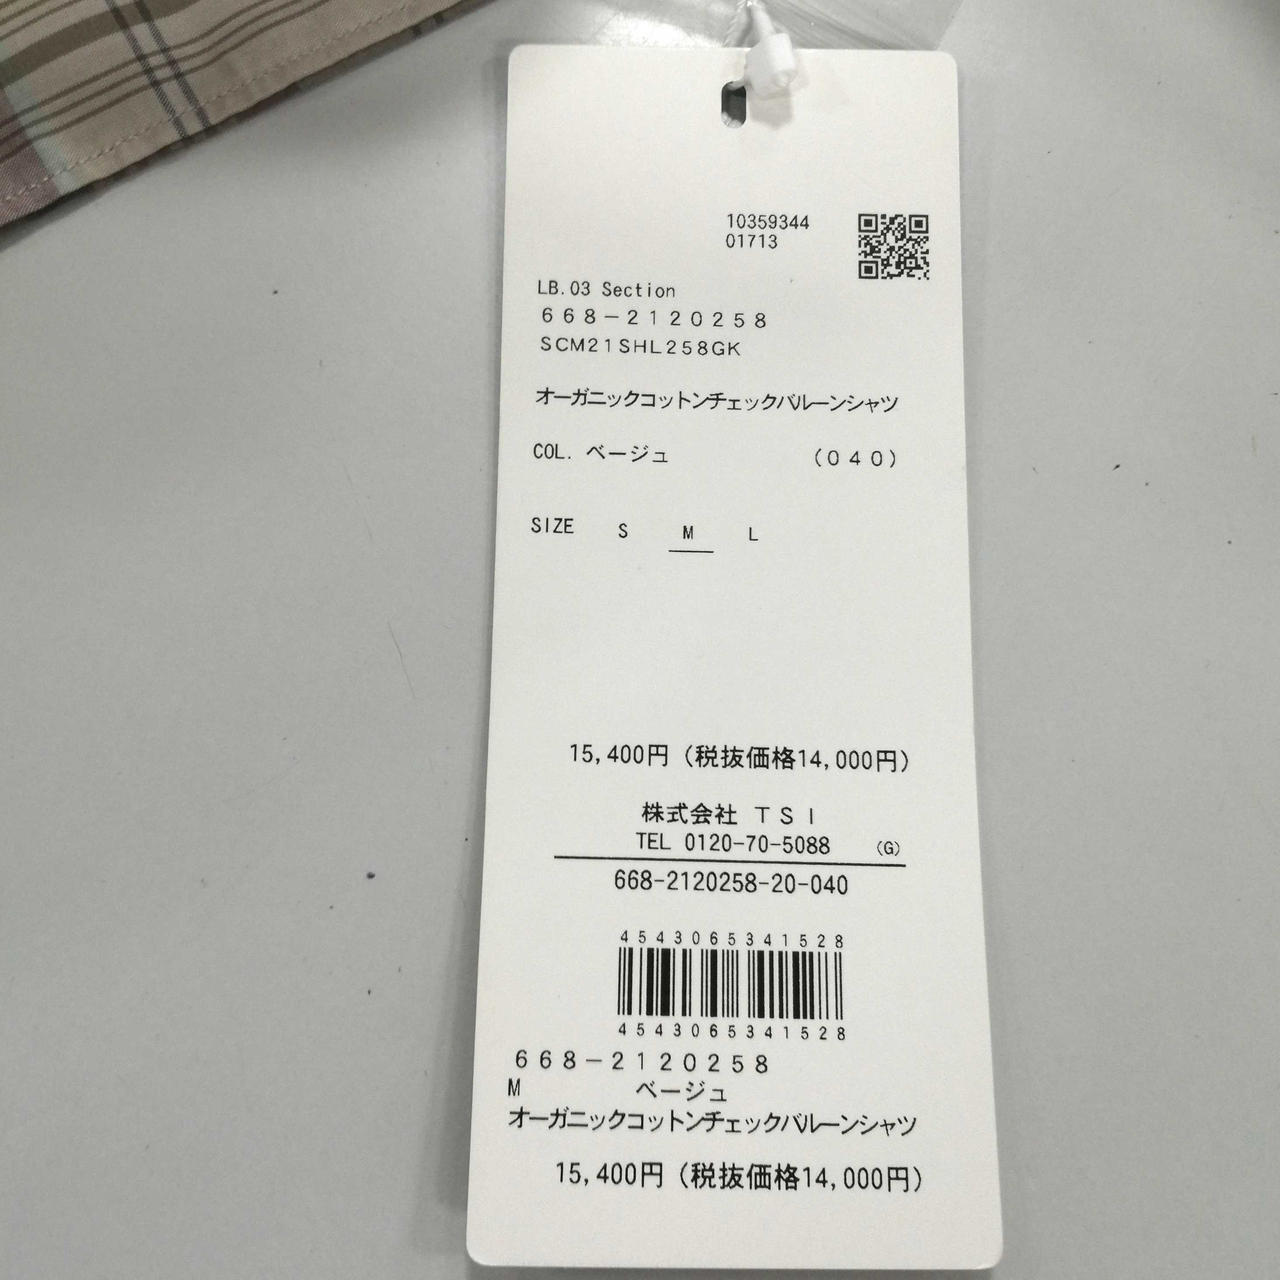 10359344
01713
LB.03 Section
668-2120258
SCM21SHL258GK
オーガニックコットンチェックバルーンシャツ
COL. ベージュ (040)
SIZE S M L
15,400円（税抜価格14,000円）
株式会社 ＴＳＩ
TEL 0120-70-5088 (G)
668-2120258-20-040
4543065341528
4543065341528
668-2120258
M ベージュ
オーガニックコットンチェックバルーンシャツ
15,400円（税抜価格14,000円）